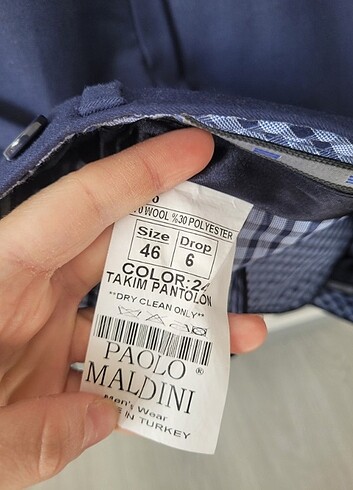 WOOL %30 POLYESTER
Size Drop
46 6
COLOR:24
TAKIM PANTOLON
**DRY CLEAN ONLY**
PAOLO ®
MALDINI
Men's Wear
IN TURKEY